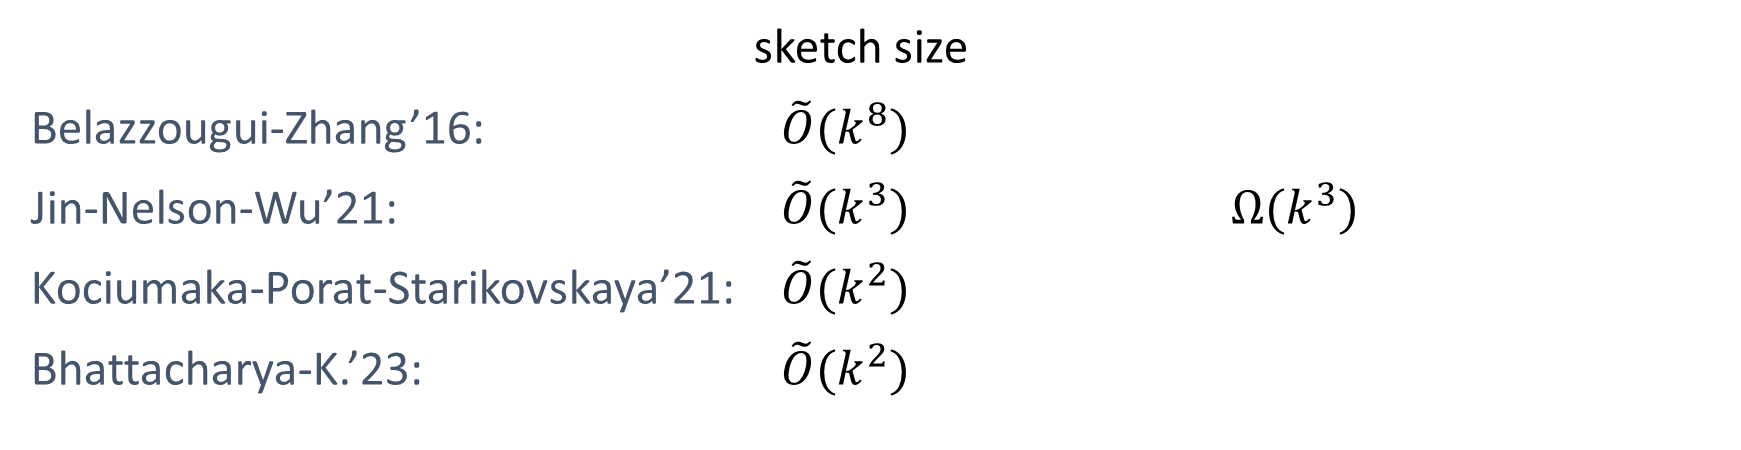 sketch size
Belazzougui-Zhang’16: Õ(k⁸)
Jin-Nelson-Wu’21: Õ(k³) Ω(k³)
Kociumaka-Porat-Starikovskaya’21: Õ(k²)
Bhattacharya-K.’23: Õ(k²)